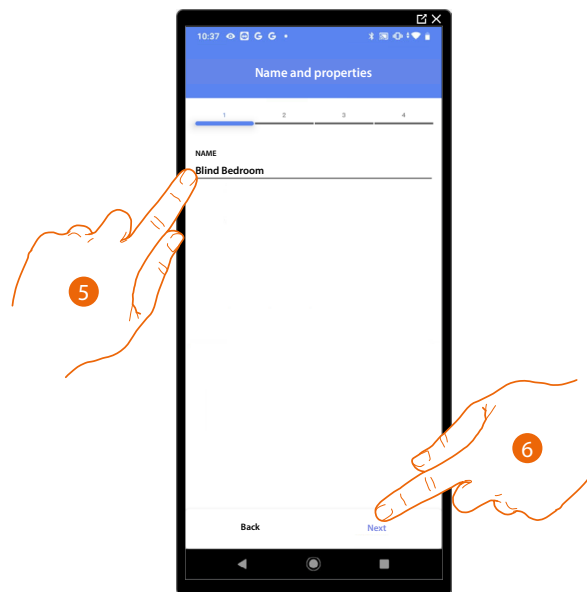 10:37 G G
Name and properties
1 2 3 4
NAME
Blind Bedroom
5
6
Back Next